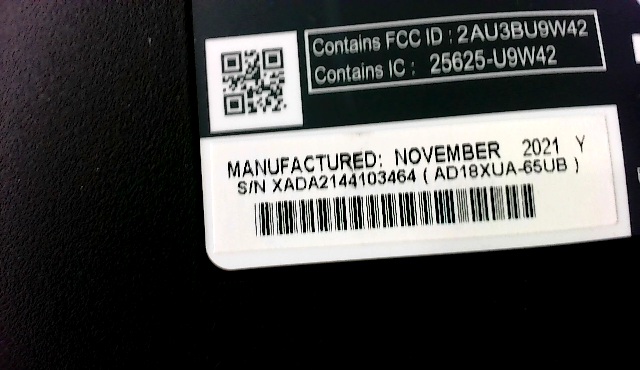 Contains FCC ID : 2AU3BU9W42
Contains IC : 25625-U9W42
MANUFACTURED: NOVEMBER 2021 Y
S/N XADA2144103464 ( AD18XUA-65UB )